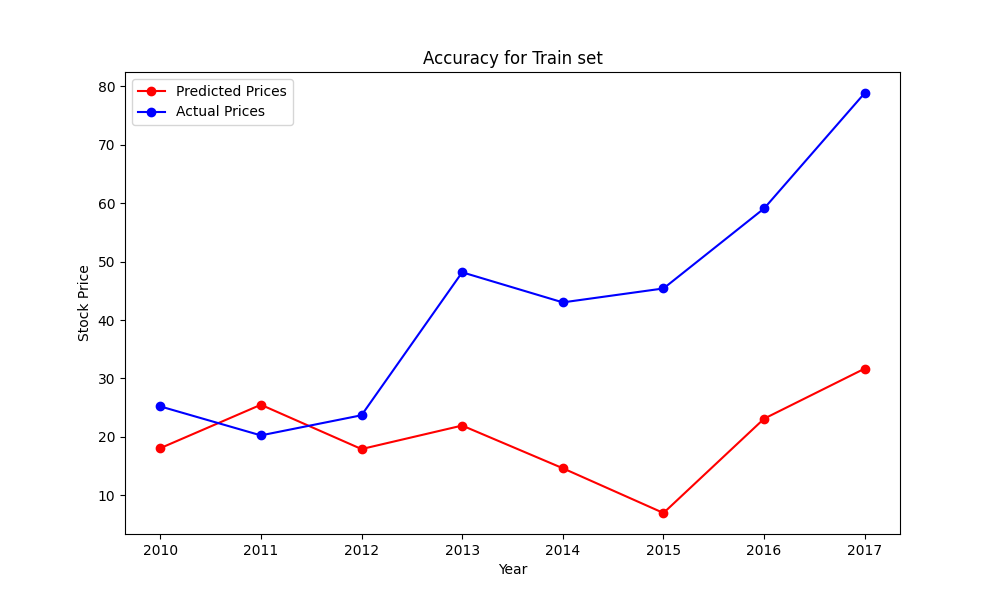 Accuracy for Train set
Predicted Prices
Actual Prices
80
70
60
50
40
30
20
10
Stock Price
2010 2011 2012 2013 2014 2015 2016 2017
Year